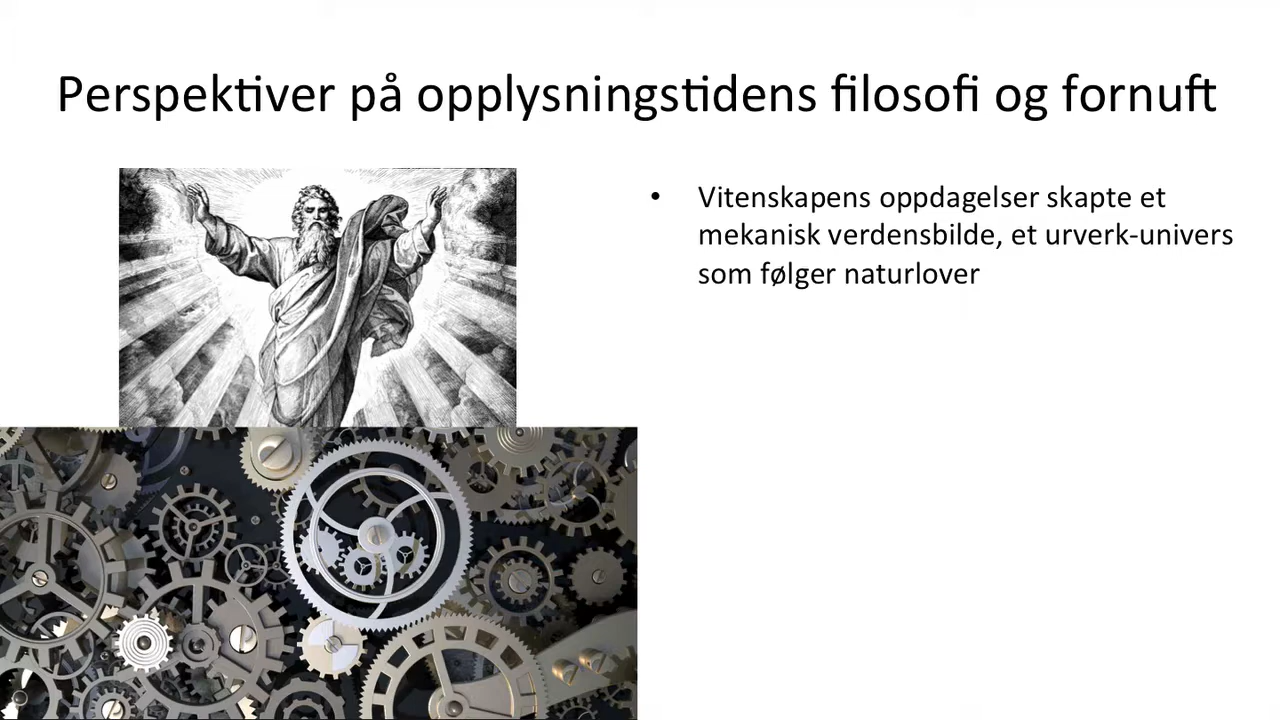 Perspektiver på opplysningstidens filosofi og fornuft
• Vitenskapens oppdagelser skapte et
mekanisk verdensbilde, et urverk-univers
som følger naturlover